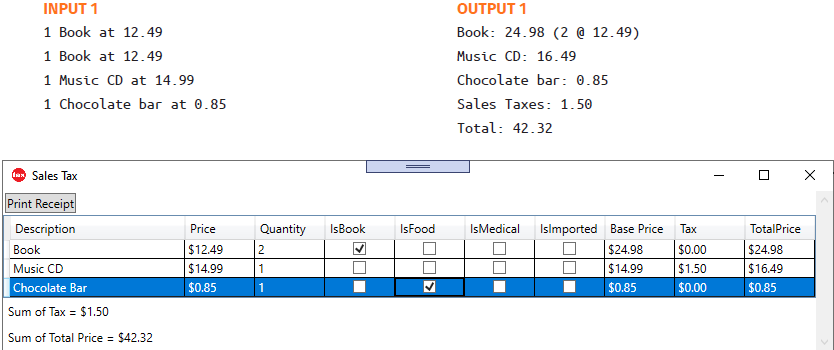 INPUT 1
1 Book at 12.49
1 Book at 12.49
1 Music CD at 14.99
1 Chocolate bar at 0.85
OUTPUT 1
Book: 24.98 (2 @ 12.49)
Music CD: 16.49
Chocolate bar: 0.85
Sales Taxes: 1.50
Total: 42.32
tax Sales Tax
Print Receipt
Description Price Quantity IsBook IsFood IsMedical IsImported Base Price Tax TotalPrice
Book $12.49 2 $24.98 $0.00 $24.98
Music CD $14.99 1 $14.99 $1.50 $16.49
Chocolate Bar $0.85 1 $0.85 $0.00 $0.85
Sum of Tax = $1.50
Sum of Total Price = $42.32